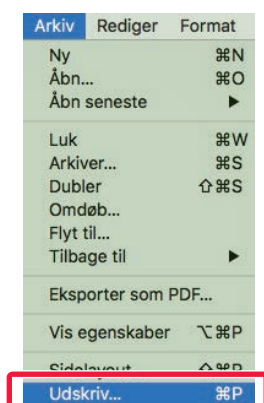 Arkiv Rediger Format
Ny ⌘N
Åbn... ⌘O
Åbn seneste ▶
Luk ⌘W
Arkiver... ⌘S
Dubler ⇧⌘S
Omdøb...
Flyt til...
Tilbage til ▶
Eksporter som PDF...
Vis egenskaber ⌥⌘P
Sidelayout... ⇧⌘P
Udskriv... ⌘P